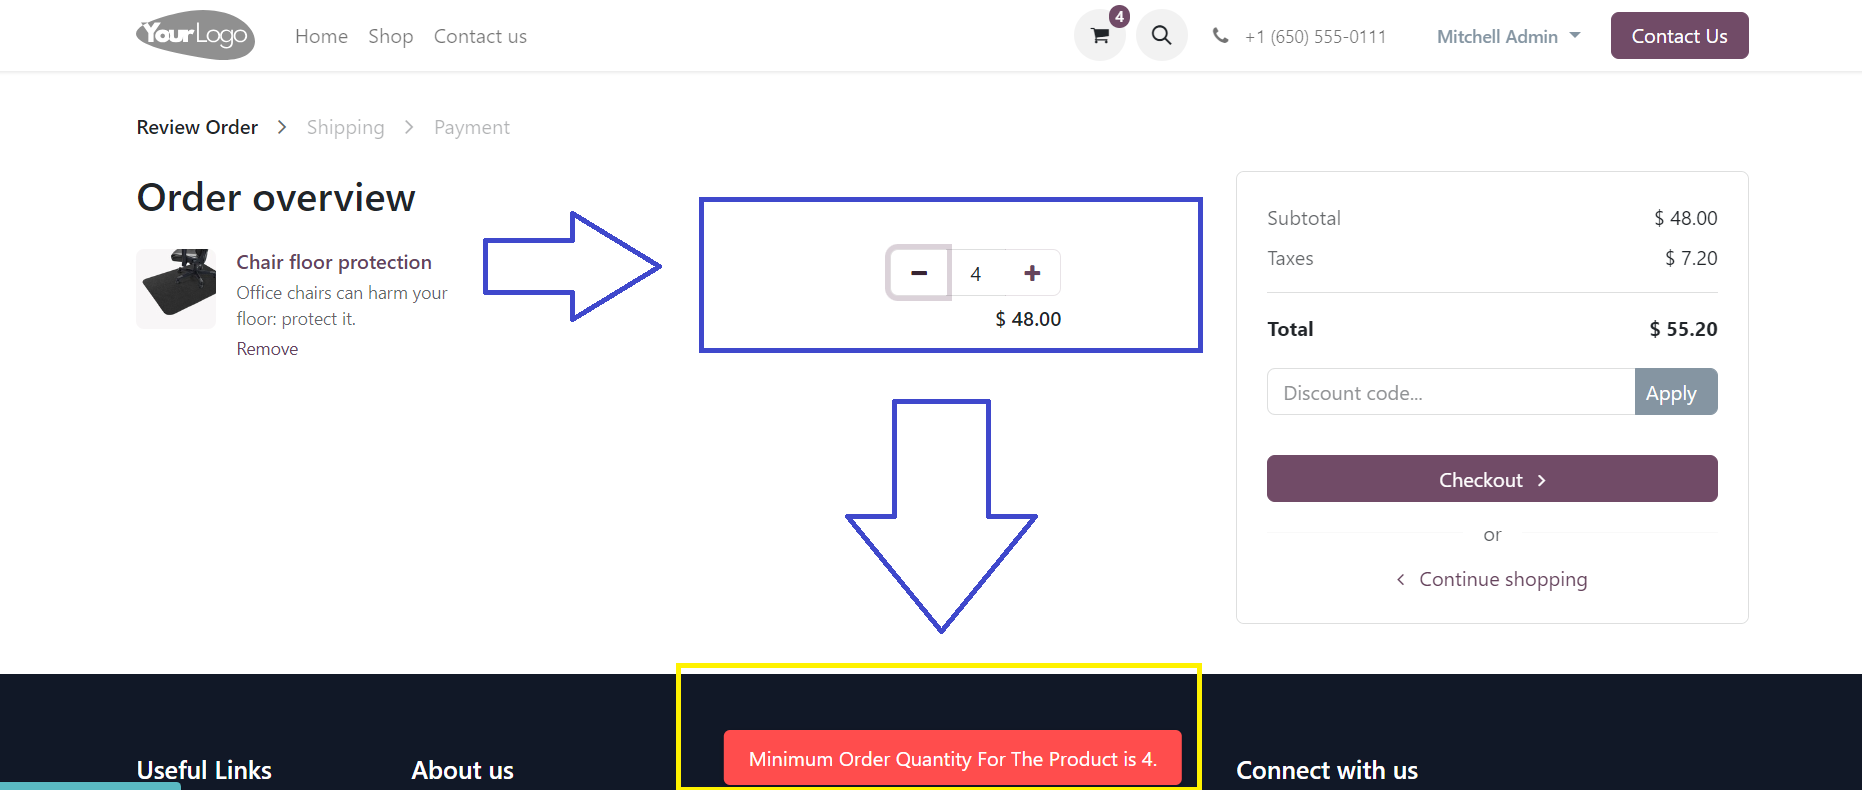 YourLogo
Home Shop Contact us
4
+1 (650) 555-0111
Mitchell Admin
Contact Us
Review Order > Shipping > Payment
Order overview
Chair floor protection
Office chairs can harm your
floor: protect it.
Remove
4
$ 48.00
Subtotal $ 48.00
Taxes $ 7.20
Total $ 55.20
Discount code... Apply
Checkout >
or
< Continue shopping
Minimum Order Quantity For The Product is 4.
Useful Links
About us
Connect with us